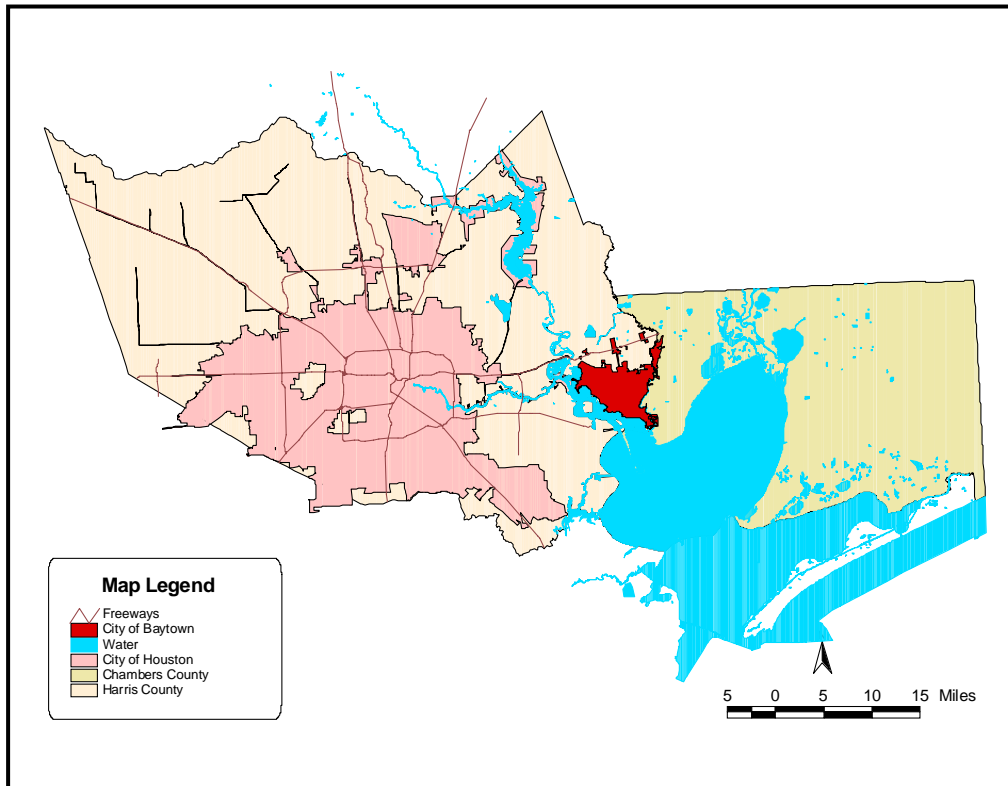 Map Legend
Freeways
City of Baytown
Water
City of Houston
Chambers County
Harris County
5 0 5 10 15 Miles